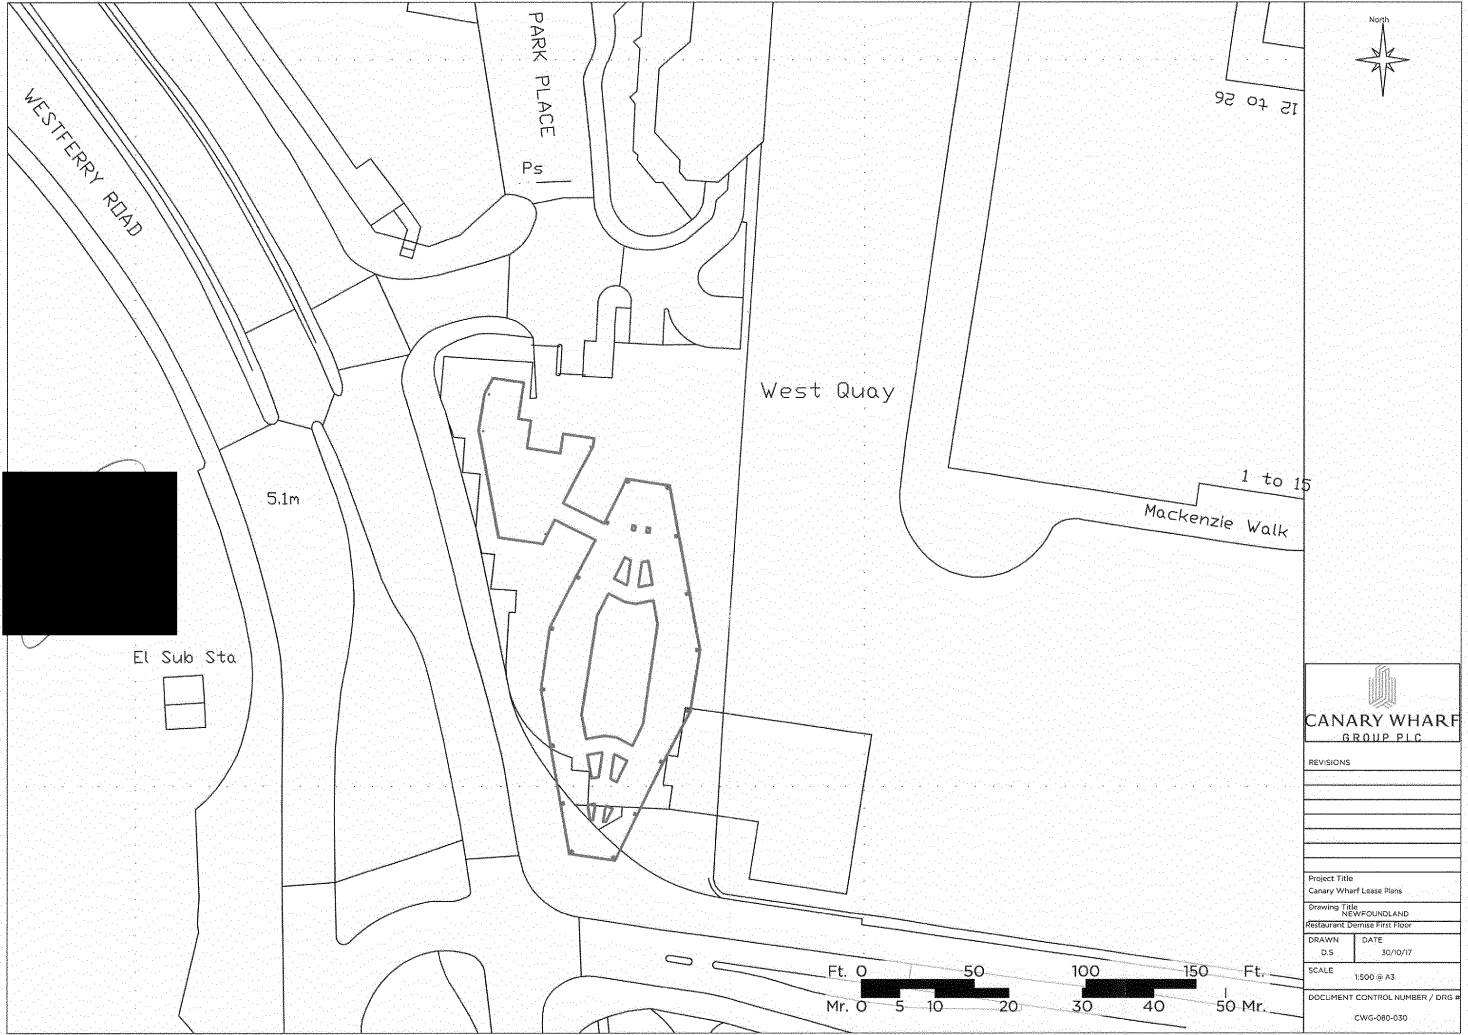 North
PARK PLACE
WESTFERRY ROAD
12 to 26
Ps
West Quay
1 to 15
Mackenzie Walk
5.1m
El Sub Sta
CANARY WHARF
GROUP PLC
REVISIONS
Project Title
Canary Wharf Lease Plans
Drawing Title
NEWFOUNDLAND
Restaurant Demise First Floor
DRAWN DATE
D.S 30/10/17
SCALE
1:500 @ A3
DOCUMENT CONTROL NUMBER / DRG #
CWG-080-030
Ft. 0 50 100 150 Ft.
Mr. 0 5 10 20 30 40 50 Mr.